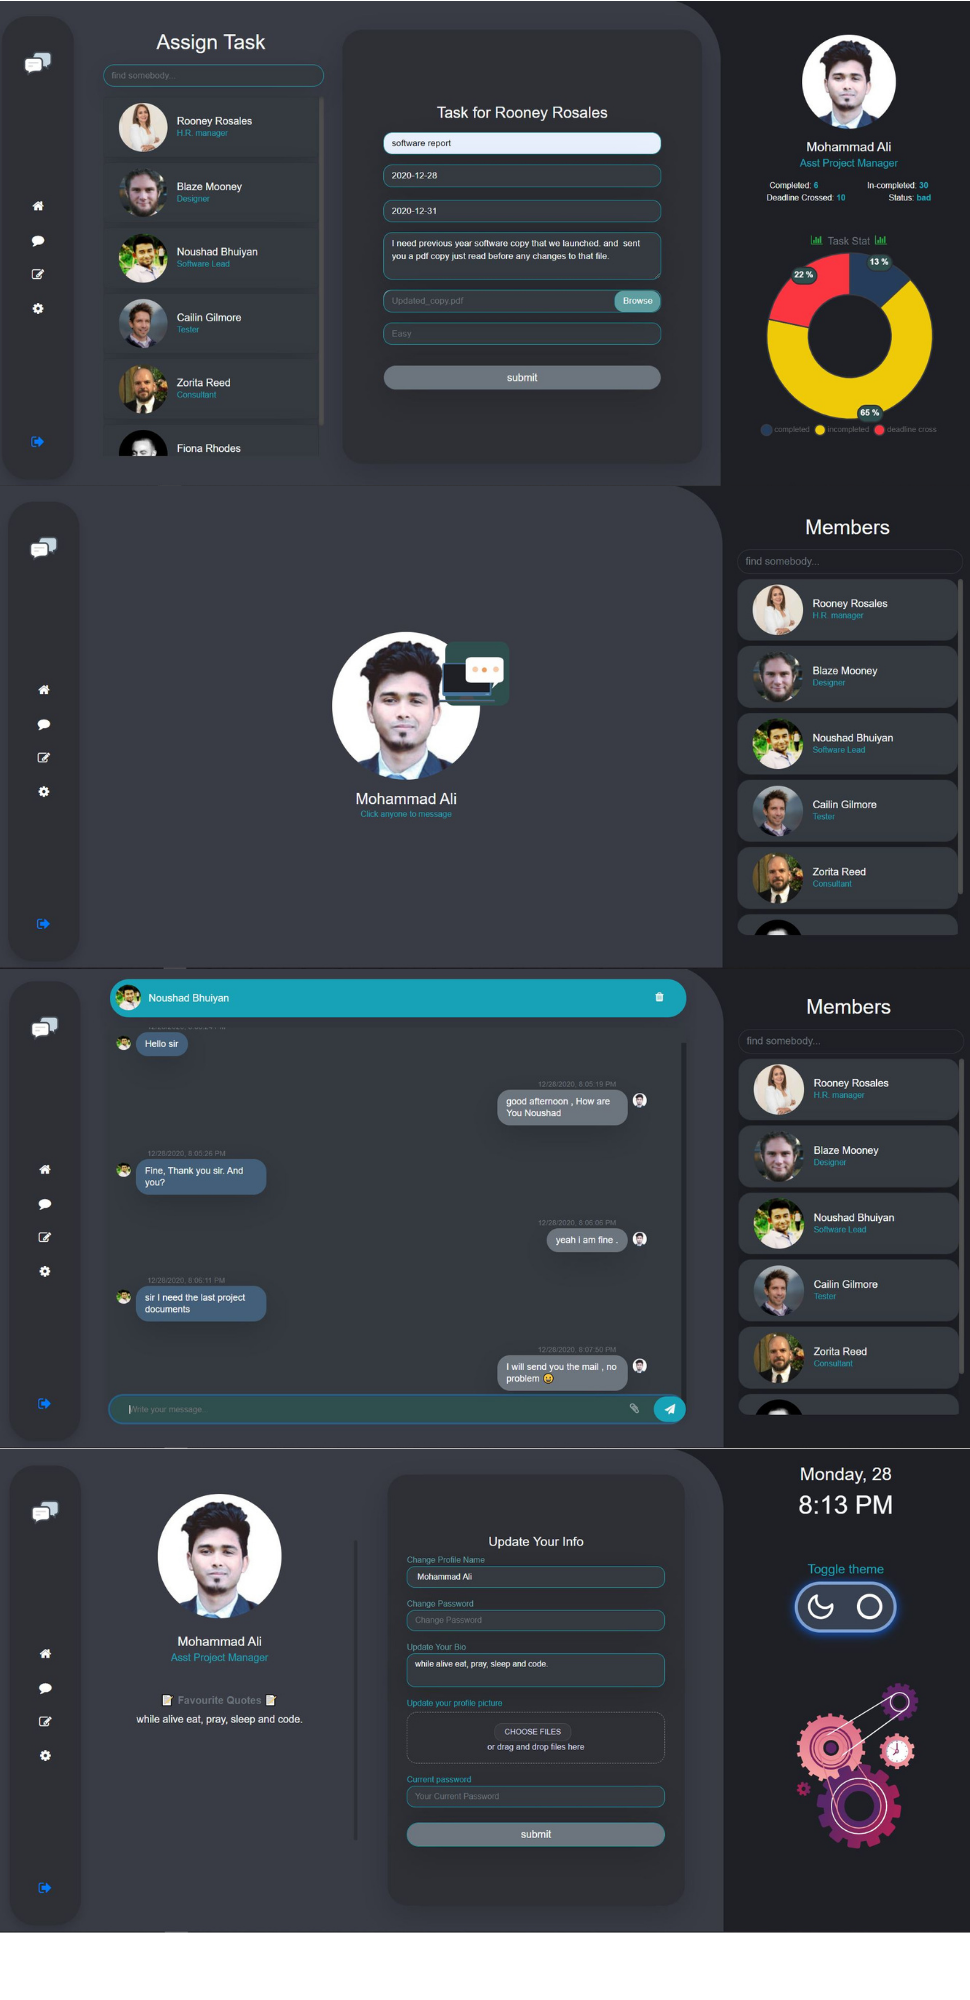 Assign Task
find somebody...
Rooney Rosales
H.R. manager
Blaze Mooney
Designer
Noushad Bhuiyan
Software Lead
Cailin Gilmore
Tester
Zorita Reed
Consultant
Fiona Rhodes
Task for Rooney Rosales
software report
2020-12-28
2020-12-31
I need previous year software copy that we launched. and sent
you a pdf copy just read before any changes to that file.
Updated_copy.pdf
Browse
Easy
submit
Mohammad Ali
Asst Project Manager
Completed: 6 In-completed: 30
Deadline Crossed: 10 Status: bad
Task Stat
13 %
22 %
65 %
completed incompleted deadline cross
Mohammad Ali
Click anyone to message
Members
find somebody...
Rooney Rosales
H.R. manager
Blaze Mooney
Designer
Noushad Bhuiyan
Software Lead
Cailin Gilmore
Tester
Zorita Reed
Consultant
Noushad Bhuiyan
Hello sir
12/28/2020, 8:05:19 PM
good afternoon , How are
You Noushad
12/28/2020, 8:05:26 PM
Fine, Thank you sir. And
you?
12/28/2020, 8:06:06 PM
yeah i am fine .
12/28/2020, 8:06:11 PM
sir I need the last project
documents
12/28/2020, 8:07:50 PM
I will send you the mail , no
problem 😀
Write your message...
Members
find somebody...
Rooney Rosales
H.R. manager
Blaze Mooney
Designer
Noushad Bhuiyan
Software Lead
Cailin Gilmore
Tester
Zorita Reed
Consultant
Mohammad Ali
Asst Project Manager
Favourite Quotes
while alive eat, pray, sleep and code.
Update Your Info
Change Profile Name
Mohammad Ali
Change Password
Change Password
Update Your Bio
while alive eat, pray, sleep and code.
Update your profile picture
CHOOSE FILES
or drag and drop files here
Current password
Your Current Password
submit
Monday, 28
8:13 PM
Toggle theme